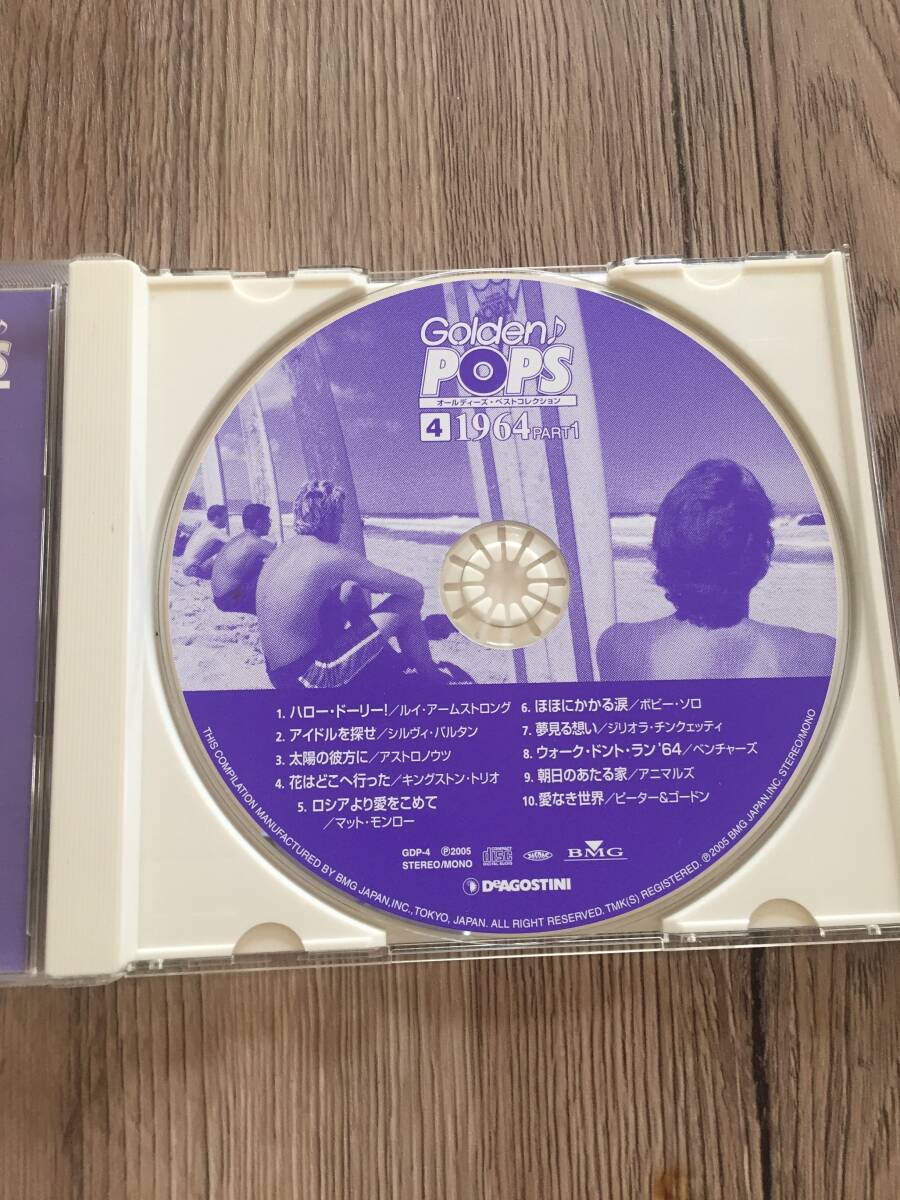 Golden♪
POPS
オールディーズ・ベストコレクション
4 1964 PART1
1. ハロー・ドーリー!/ルイ・アームストロング
2. アイドルを探せ/シルヴィ・バルタン
3. 太陽の彼方に/アストロノウツ
4. 花はどこへ行った/キングストン・トリオ
5. ロシアより愛をこめて
/マット・モンロー
6. ほほにかかる涙/ボビー・ソロ
7. 夢見る想い/ジリオラ・チンクェッティ
8. ウォーク・ドント・ラン '64/ベンチャーズ
9. 朝日のあたる家/アニマルズ
10. 愛なき世界/ピーター&ゴードン
GDP-4 Ⓟ2005
STEREO/MONO
COMPACT
disc
DIGITAL AUDIO
BMG
DeAGOSTINI
THIS COMPILATION MANUFACTURED BY BMG JAPAN,INC.,TOKYO, JAPAN. ALL RIGHT RESERVED. TMK(S) REGISTERED. Ⓟ2005 BMG JAPAN,INC. STEREO/MONO